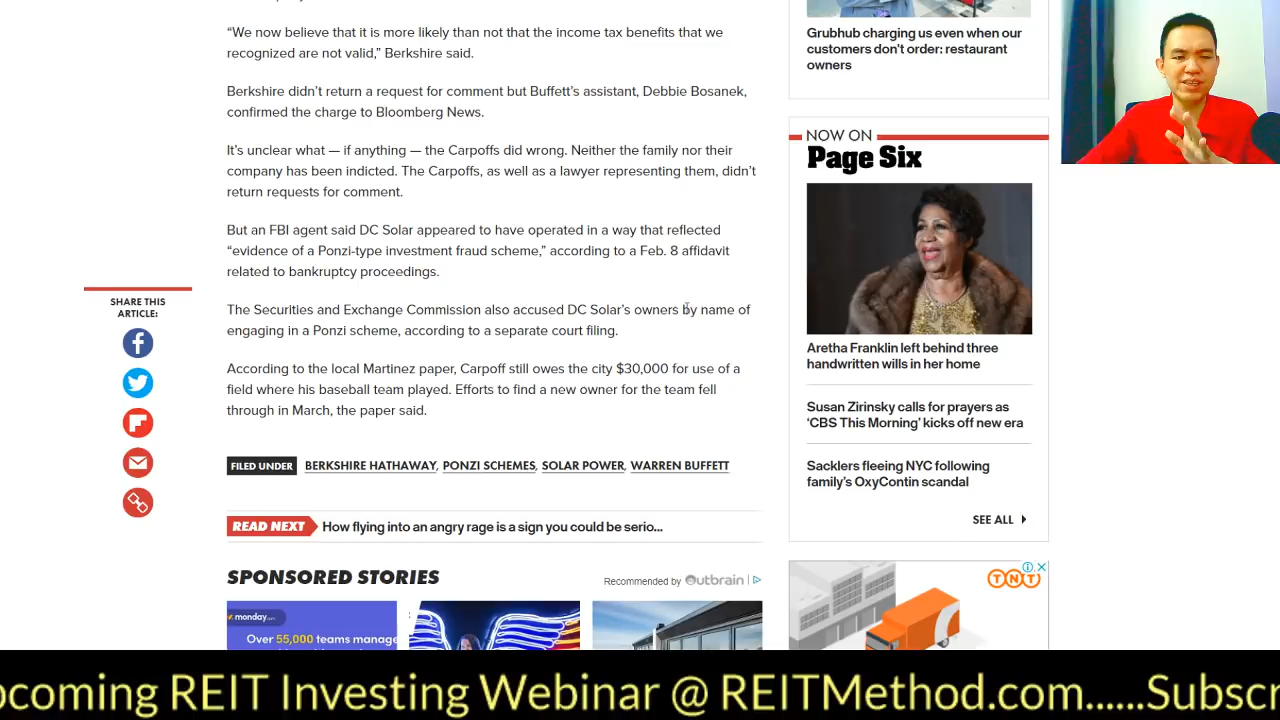 “We now believe that it is more likely than not that the income tax benefits that we
recognized are not valid,” Berkshire said.
Berkshire didn’t return a request for comment but Buffett’s assistant, Debbie Bosanek,
confirmed the charge to Bloomberg News.
It’s unclear what — if anything — the Carpoffs did wrong. Neither the family nor their
company has been indicted. The Carpoffs, as well as a lawyer representing them, didn’t
return requests for comment.
But an FBI agent said DC Solar appeared to have operated in a way that reflected
“evidence of a Ponzi-type investment fraud scheme,” according to a Feb. 8 affidavit
related to bankruptcy proceedings.
The Securities and Exchange Commission also accused DC Solar’s owners by name of
engaging in a Ponzi scheme, according to a separate court filing.
According to the local Martinez paper, Carpoff still owes the city $30,000 for use of a
field where his baseball team played. Efforts to find a new owner for the team fell
through in March, the paper said.
SHARE THIS
ARTICLE:
FILED UNDER BERKSHIRE HATHAWAY, PONZI SCHEMES, SOLAR POWER, WARREN BUFFETT
READ NEXT How flying into an angry rage is a sign you could be serio...
SPONSORED STORIES
Recommended by Outbrain
monday.com
Over 55,000 teams manage
Grubhub charging us even when our
customers don't order: restaurant
owners
NOW ON
Page Six
Aretha Franklin left behind three
handwritten wills in her home
Susan Zirinsky calls for prayers as
‘CBS This Morning’ kicks off new era
Sacklers fleeing NYC following
family’s OxyContin scandal
SEE ALL
TNT
pcoming REIT Investing Webinar @ REITMethod.com......Subscr